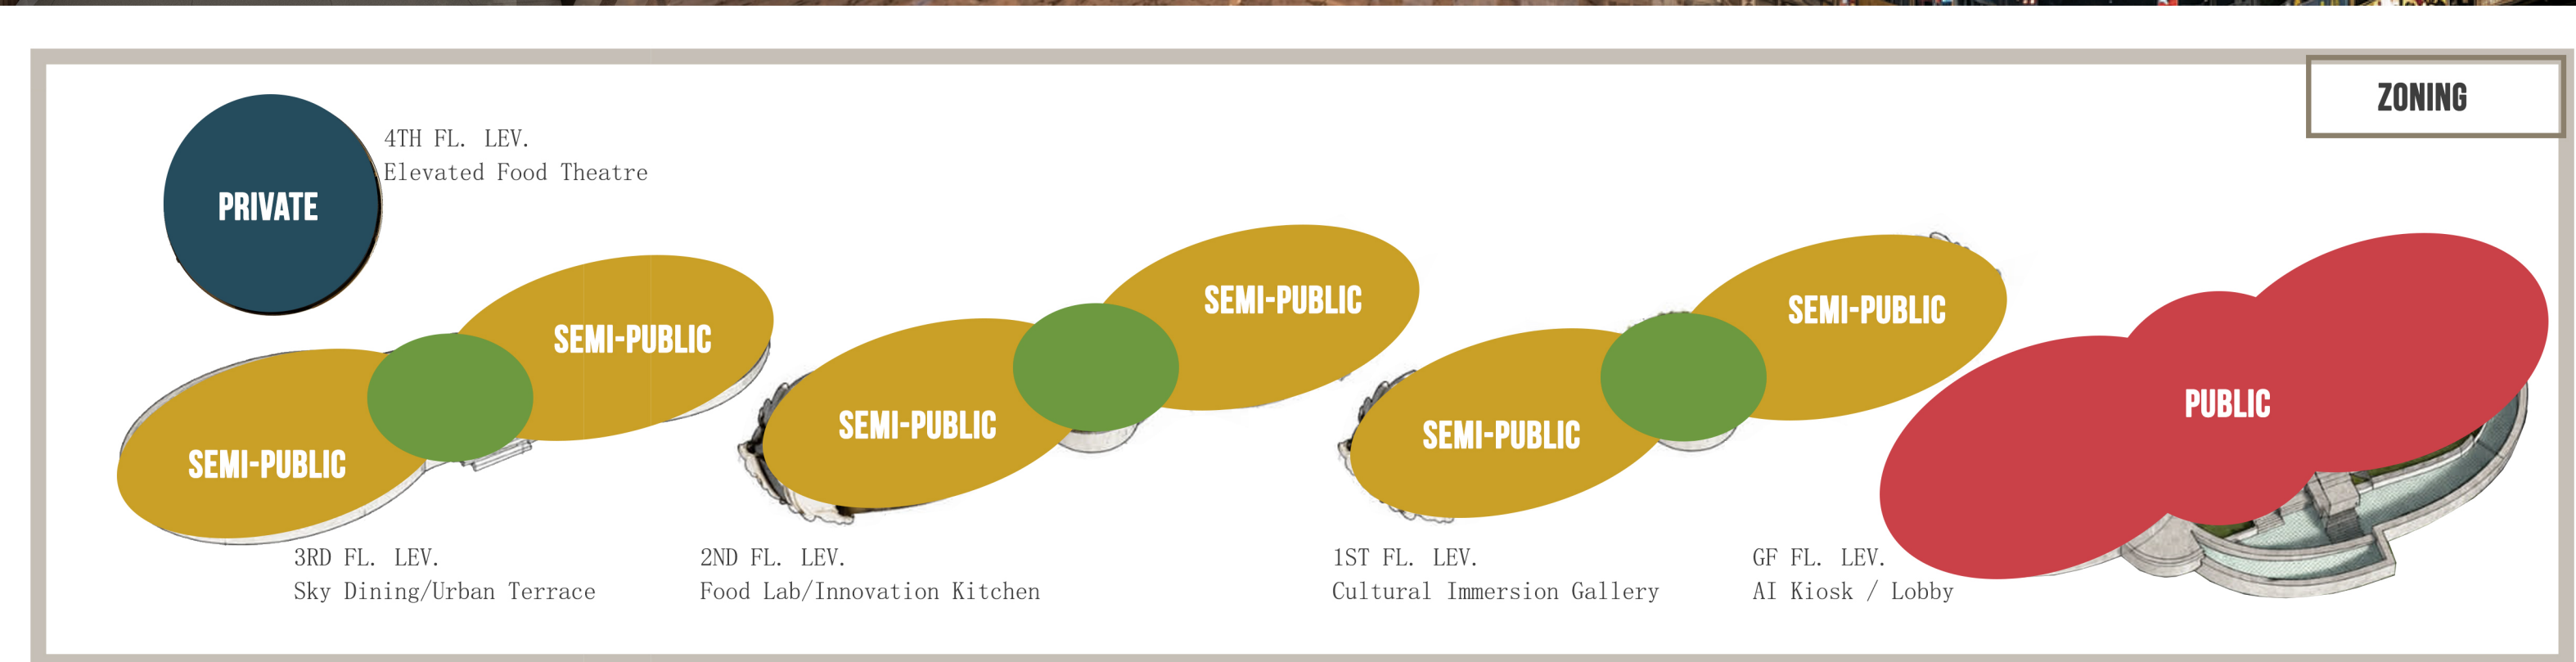 ZONING
PRIVATE
4TH FL. LEV.
Elevated Food Theatre
SEMI-PUBLIC
SEMI-PUBLIC
3RD FL. LEV.
Sky Dining/Urban Terrace
SEMI-PUBLIC
SEMI-PUBLIC
2ND FL. LEV.
Food Lab/Innovation Kitchen
SEMI-PUBLIC
SEMI-PUBLIC
1ST FL. LEV.
Cultural Immersion Gallery
PUBLIC
GF FL. LEV.
AI Kiosk / Lobby